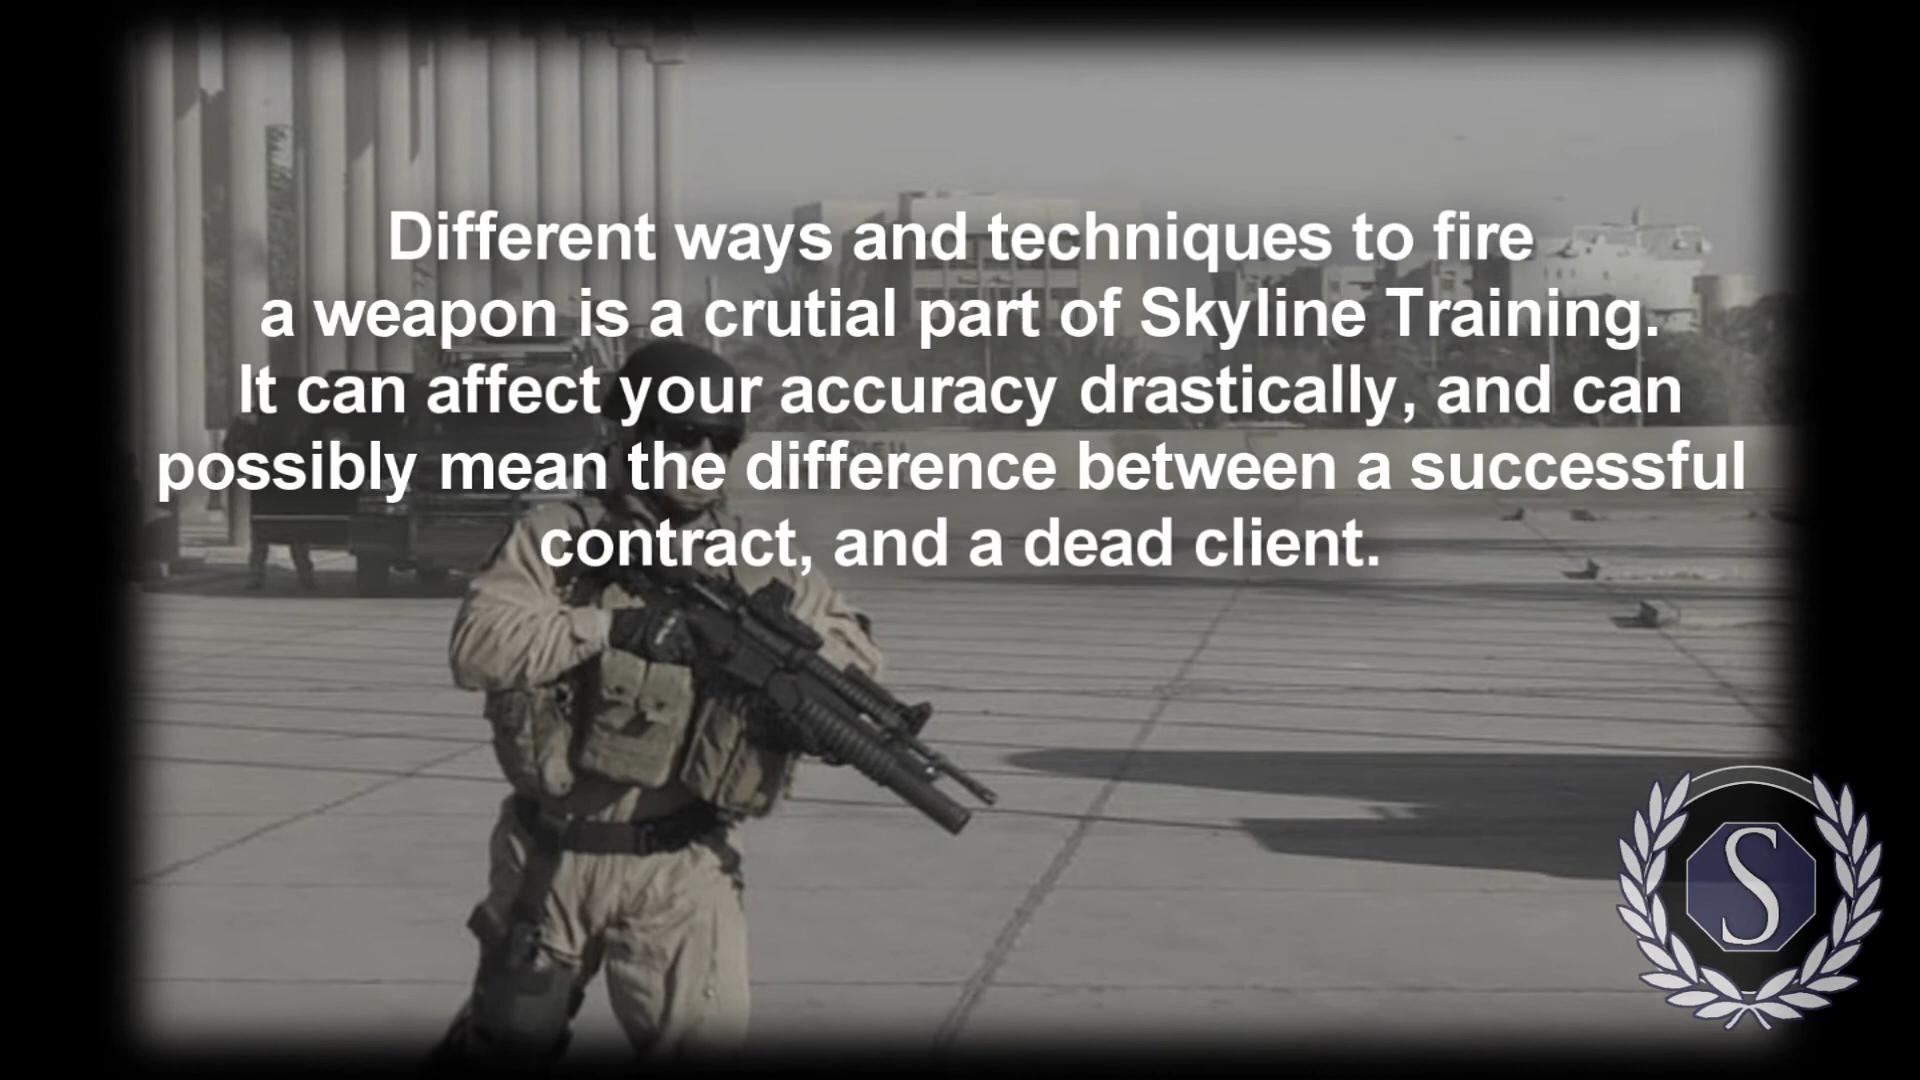 Different ways and techniques to fire
a weapon is a crutial part of Skyline Training.
It can affect your accuracy drastically, and can
possibly mean the difference between a successful
contract, and a dead client.
S